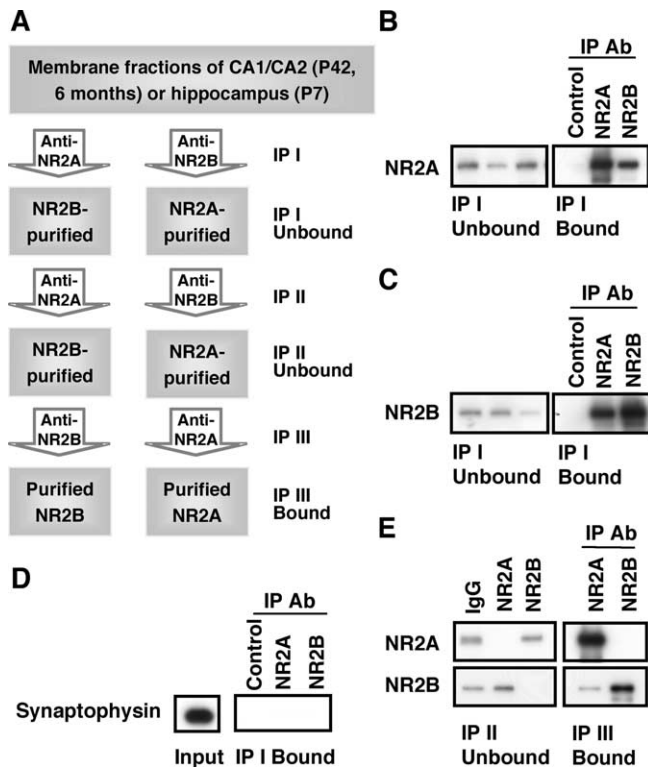 A
Membrane fractions of CA1/CA2 (P42,
6 months) or hippocampus (P7)
Anti-
NR2A
Anti-
NR2B
IP I
NR2B-
purified
NR2A-
purified
IP I
Unbound
Anti-
NR2A
Anti-
NR2B
IP II
NR2B-
purified
NR2A-
purified
IP II
Unbound
Anti-
NR2B
Anti-
NR2A
IP III
Purified
NR2B
Purified
NR2A
IP III
Bound
B
IP Ab
Control
NR2A
NR2B
NR2A
IP I
Unbound
IP I
Bound
C
IP Ab
Control
NR2A
NR2B
NR2B
IP I
Unbound
IP I
Bound
D
IP Ab
Control
NR2A
NR2B
Synaptophysin
Input
IP I Bound
E
IP Ab
IgG
NR2A
NR2B
NR2A
NR2B
NR2A
NR2B
IP II
Unbound
IP III
Bound